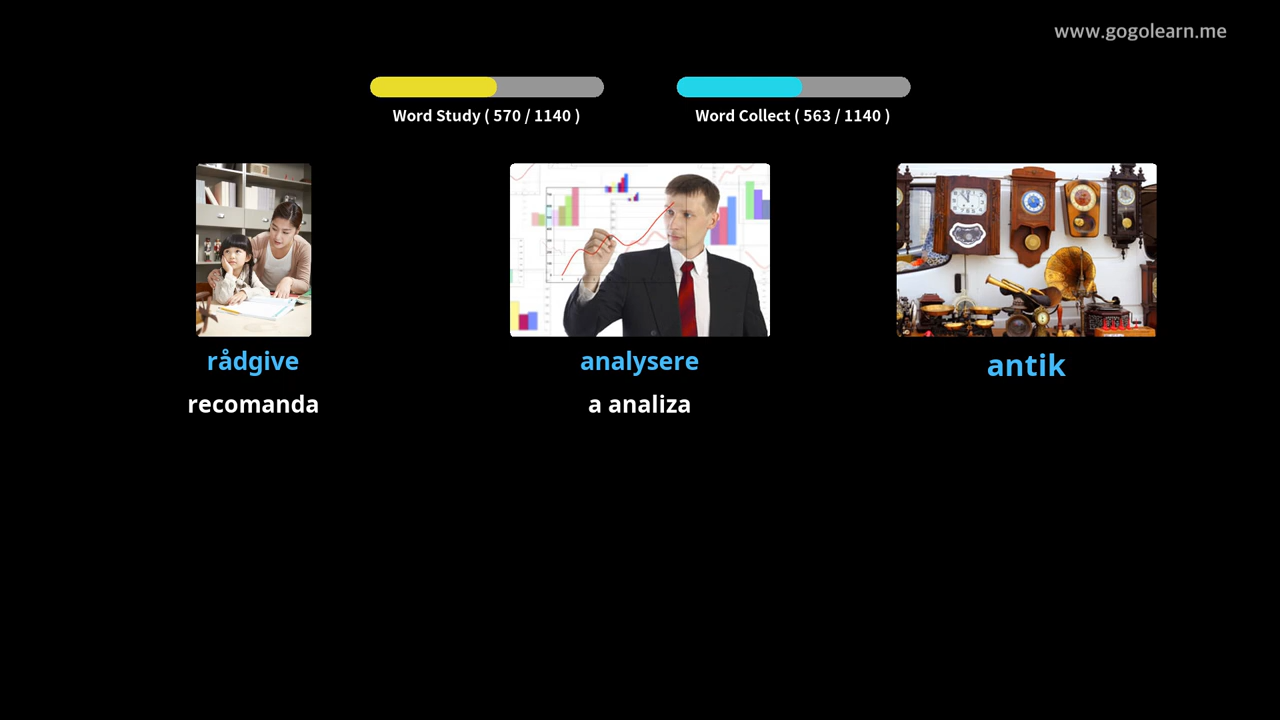 www.gogolearn.me
Word Study ( 570 / 1140 )
Word Collect ( 563 / 1140 )
rådgive
analysere
antik
recomanda
a analiza